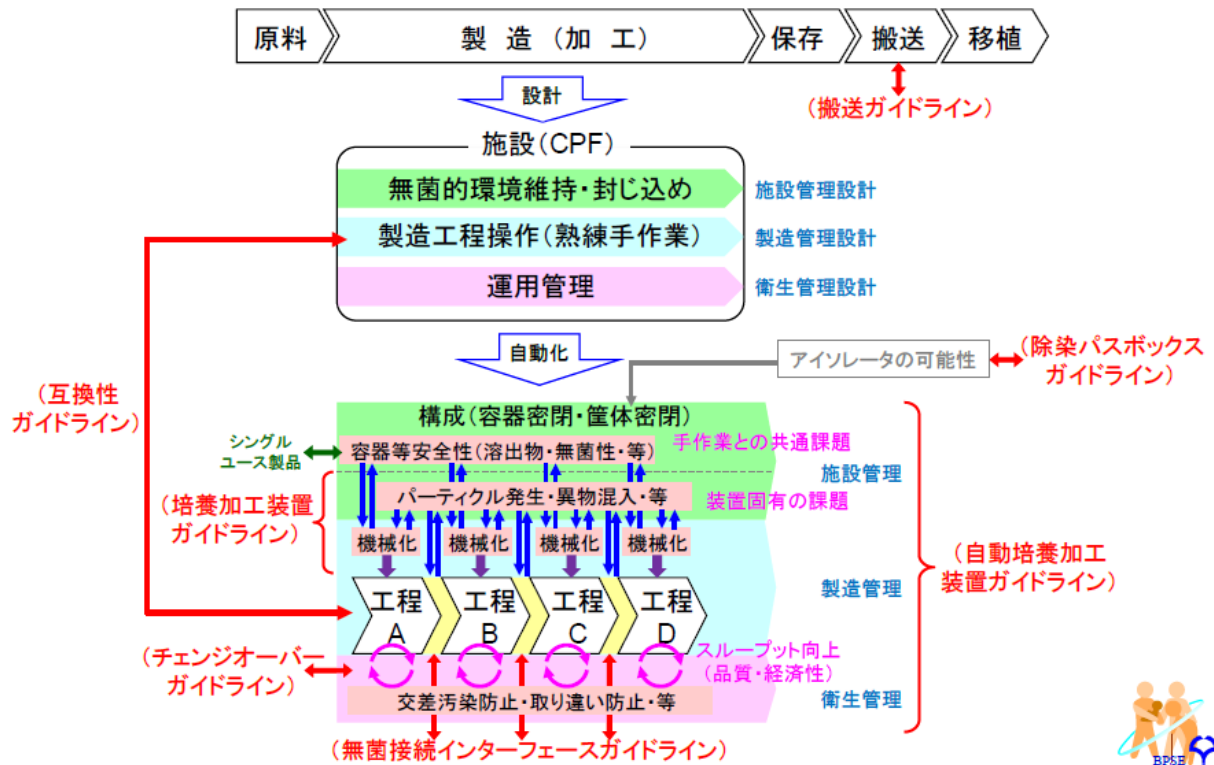 原料
製造（加工）
保存
搬送
移植
設計
（搬送ガイドライン）
施設（CPF）
無菌的環境維持・封じ込め
施設管理設計
製造工程操作（熟練手作業）
製造管理設計
運用管理
衛生管理設計
自動化
アイソレータの可能性
（除染パスボックス
ガイドライン）
（互換性
ガイドライン）
構成（容器密閉・筐体密閉）
手作業との共通課題
シングル
ユース製品
容器等安全性（溶出物・無菌性・等）
施設管理
（培養加工装置
ガイドライン）
パーティクル発生・異物混入・等
装置固有の課題
機械化
機械化
機械化
機械化
（自動培養加工
装置ガイドライン）
製造管理
工程
A
工程
B
工程
C
工程
D
（チェンジオーバー
ガイドライン）
スループット向上
（品質・経済性）
交差汚染防止・取り違い防止・等
衛生管理
（無菌接続インターフェースガイドライン）
BPSE